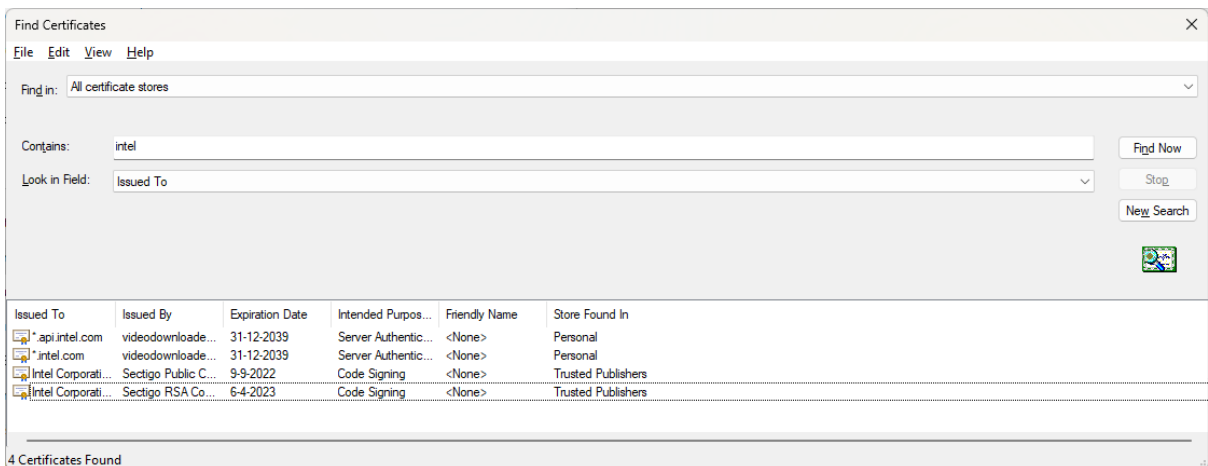 Find Certificates
File Edit View Help
Find in: All certificate stores
Contains: intel Find Now
Look in Field: Issued To Stop
New Search
Issued To Issued By Expiration Date Intended Purpos... Friendly Name Store Found In
*.api.intel.com videodownloade... 31-12-2039 Server Authentic... <None> Personal
*.intel.com videodownloade... 31-12-2039 Server Authentic... <None> Personal
Intel Corporati... Sectigo Public C... 9-9-2022 Code Signing <None> Trusted Publishers
Intel Corporati... Sectigo RSA Co... 6-4-2023 Code Signing <None> Trusted Publishers
4 Certificates Found